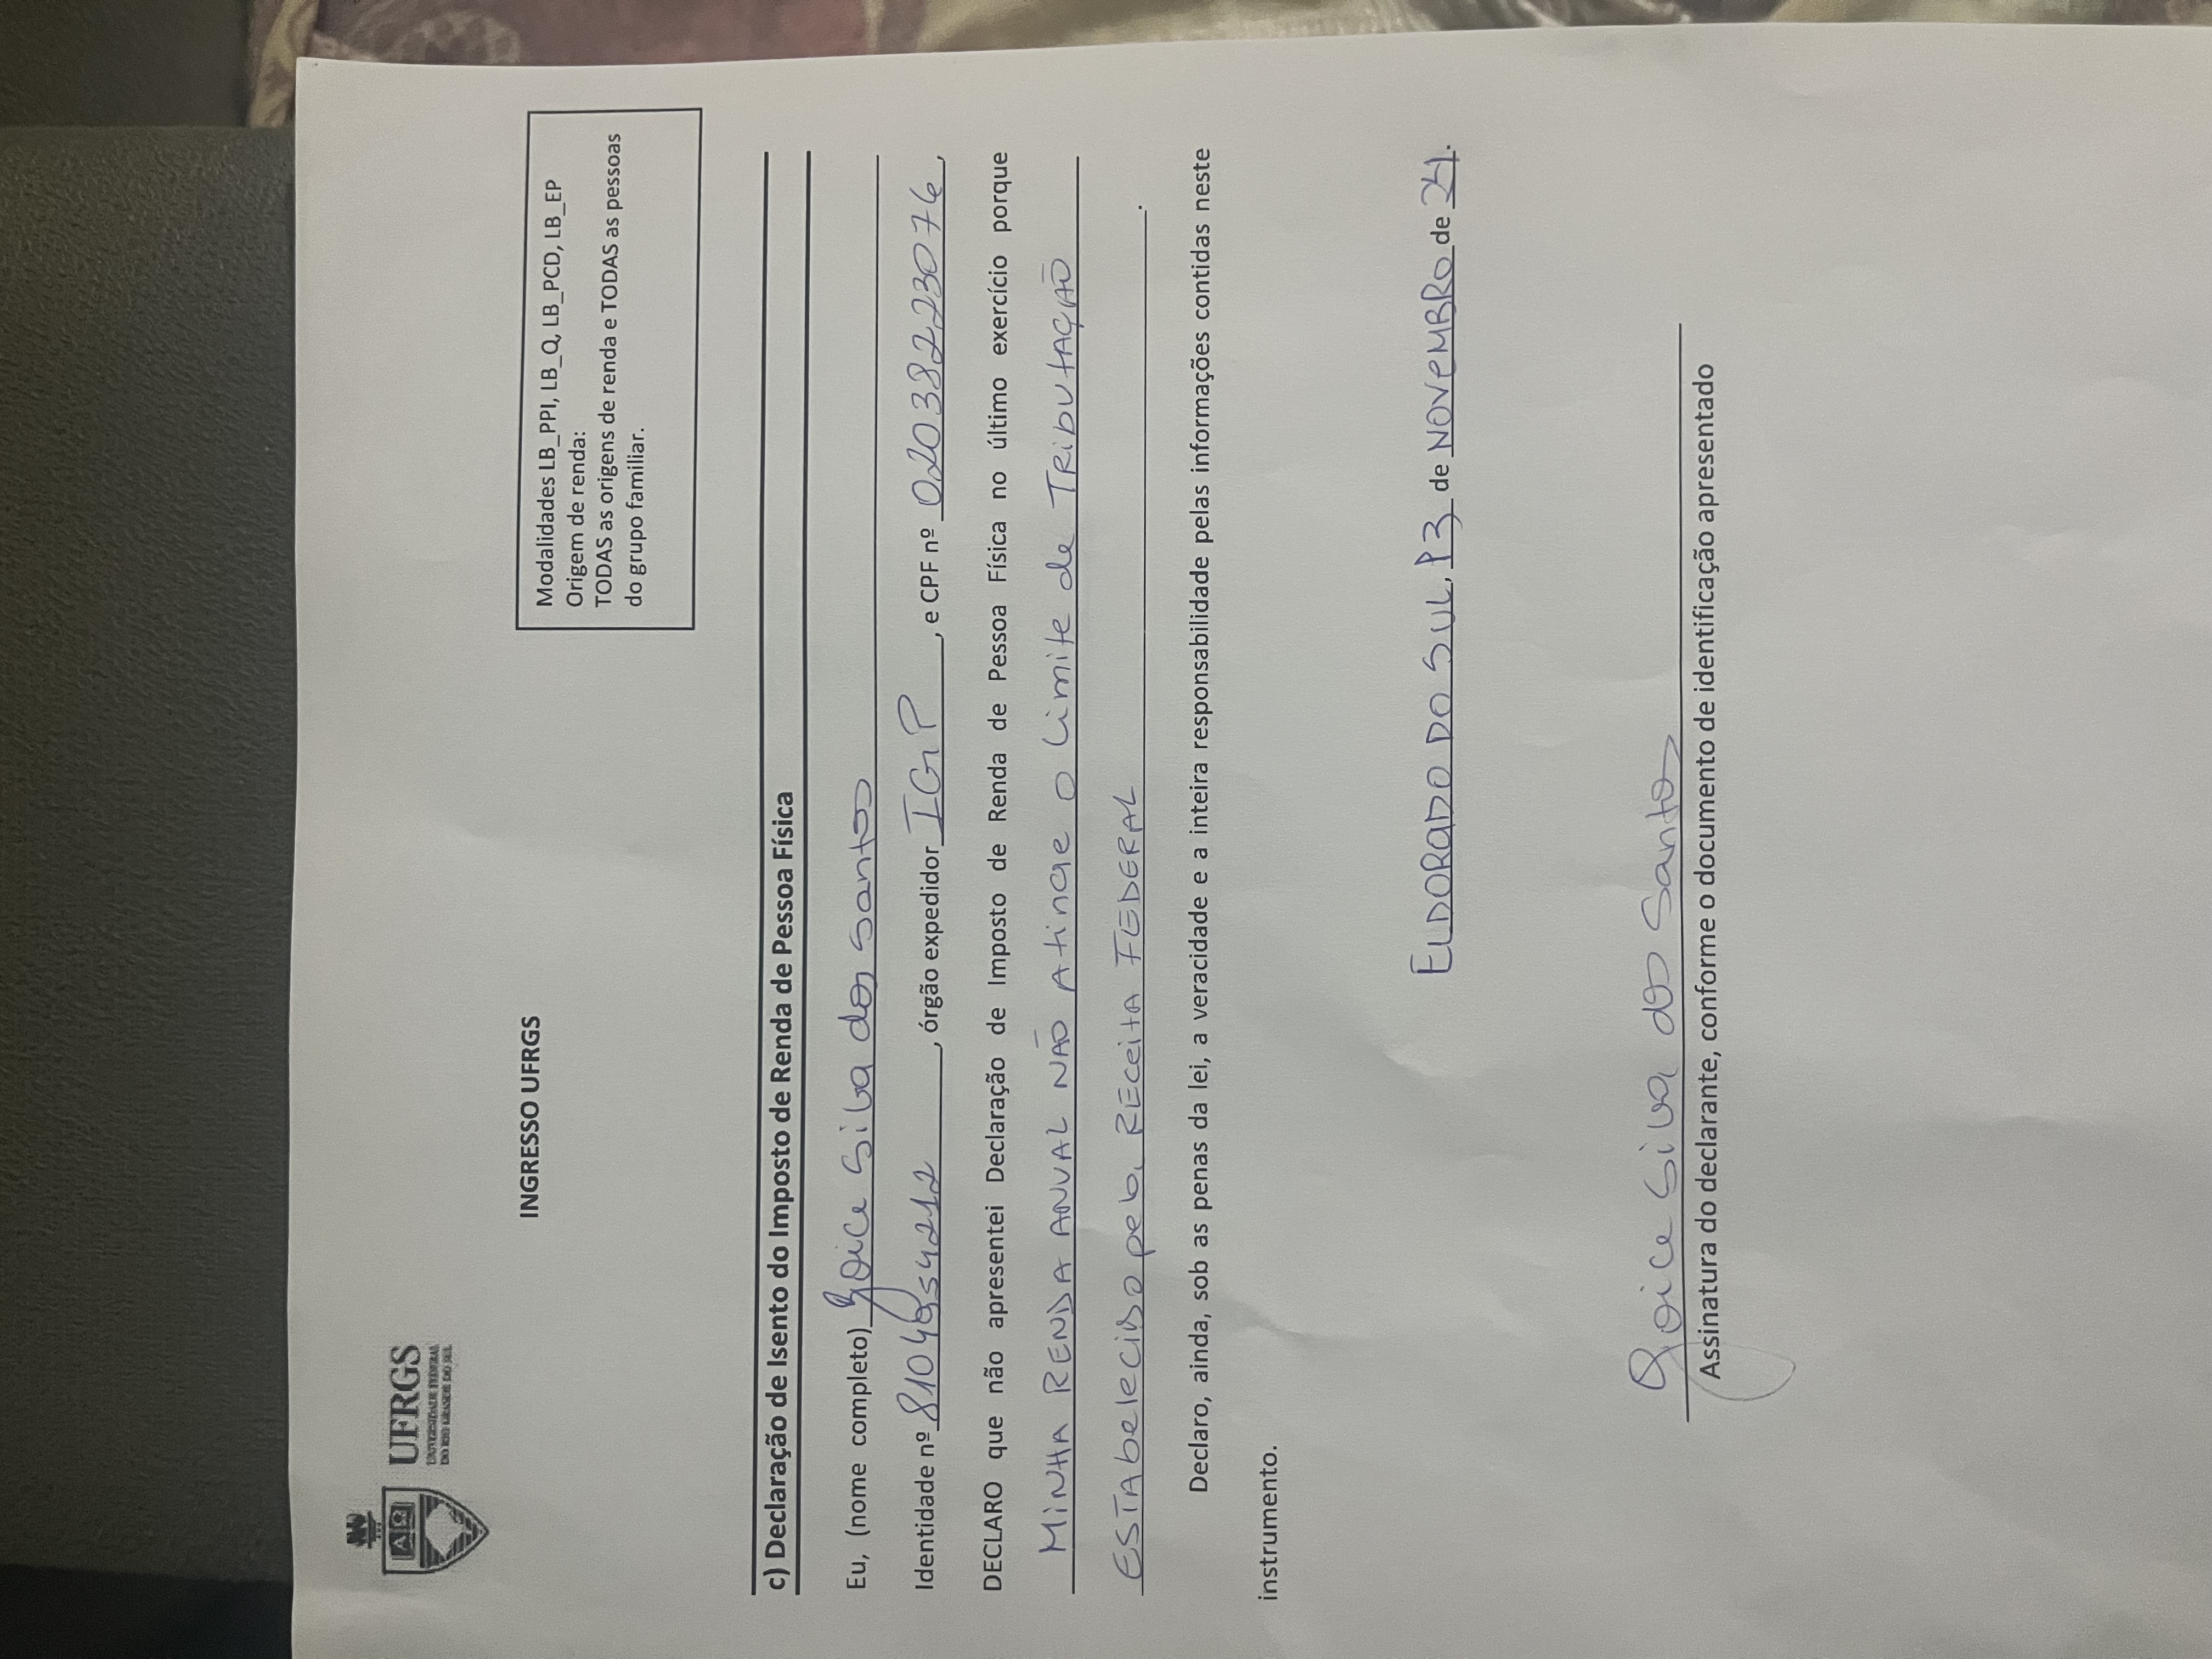 UFRGS
UNIVERSIDADE FEDERAL
DO RIO GRANDE DO SUL
INGRESSO UFRGS
Modalidades LB_PPI, LB_Q, LB_PCD, LB_EP
Origem de renda:
TODAS as origens de renda e TODAS as pessoas
do grupo familiar.
c) Declaração de Isento do Imposto de Renda de Pessoa Física
Eu, (nome completo) Joice Silva dos Santos
Identidade nº 8104854212, órgão expedidor IGP, e CPF nº 02038223076,
DECLARO que não apresentei Declaração de Imposto de Renda de Pessoa Física no último exercício porque
MINHA RENDA ANUAL NÃO Atinge o Limite de TRIBUTAÇÃO
ESTAbelecido pela RECeitA FEDERAL.
Declaro, ainda, sob as penas da lei, a veracidade e a inteira responsabilidade pelas informações contidas neste
instrumento.
ELDORADO DO SUL, 13 de NOVEMBRO de 24.
Joice Silva dos Santos
Assinatura do declarante, conforme o documento de identificação apresentado